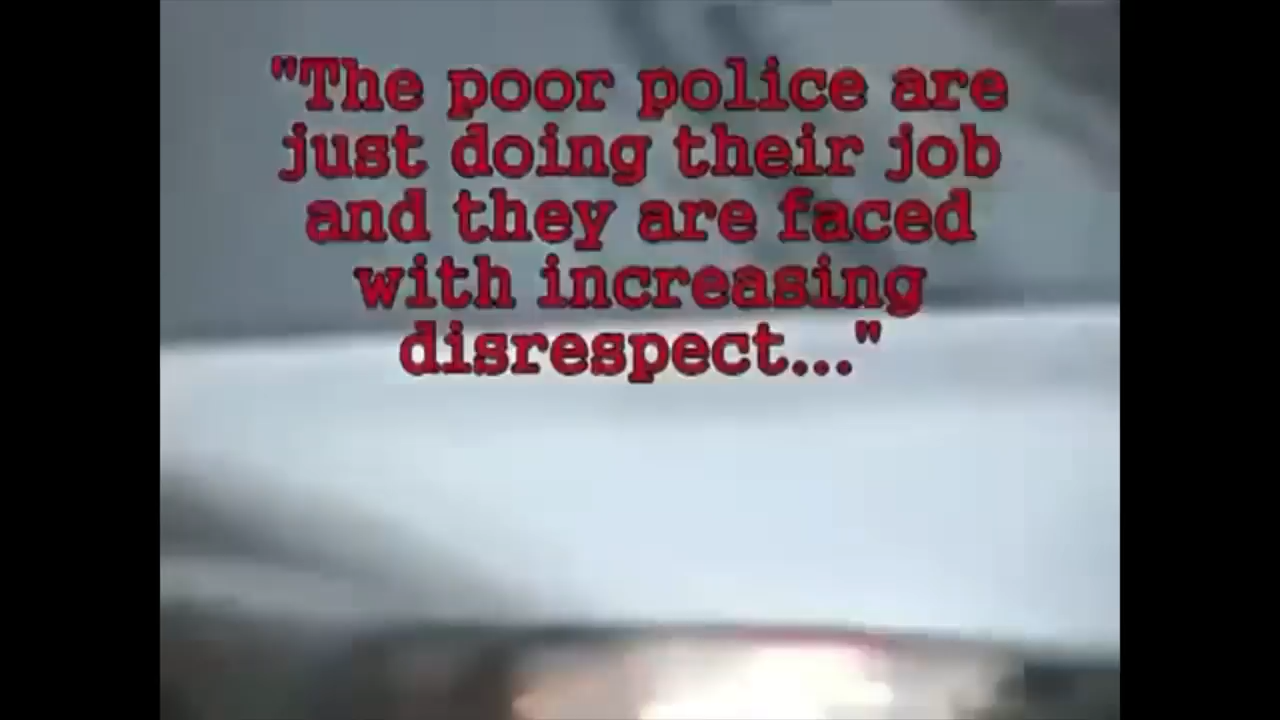 "The poor police are
just doing their job
and they are faced
with increasing
disrespect..."